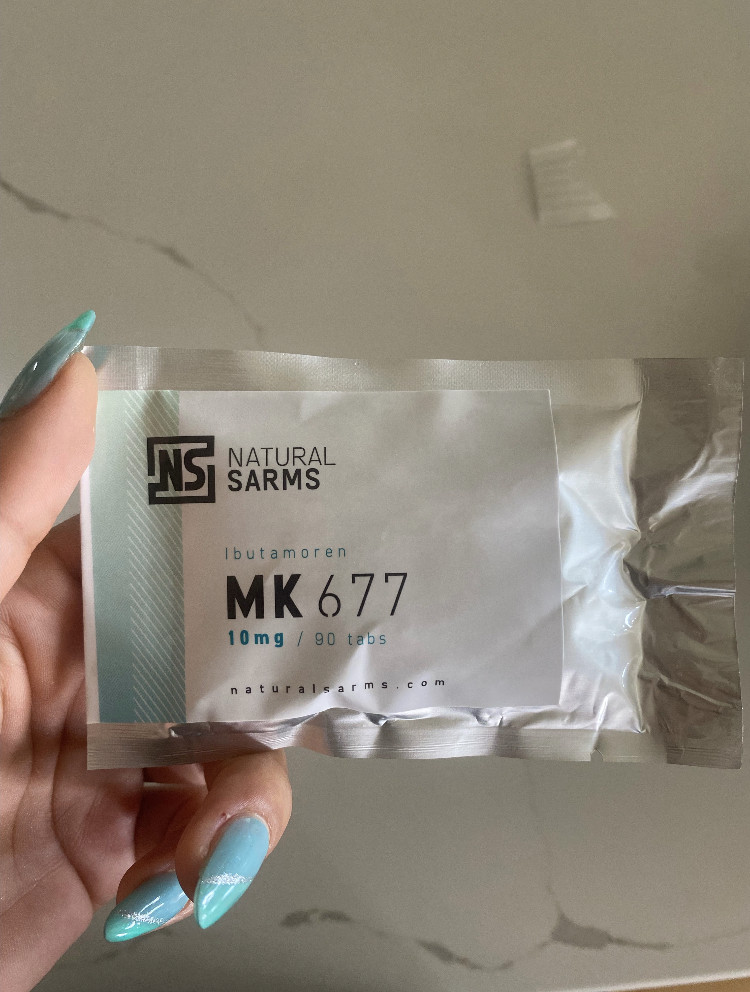 NS
NATURAL
SARMS
Ibutamoren
MK 677
10mg / 90 tabs
naturalsarms.com